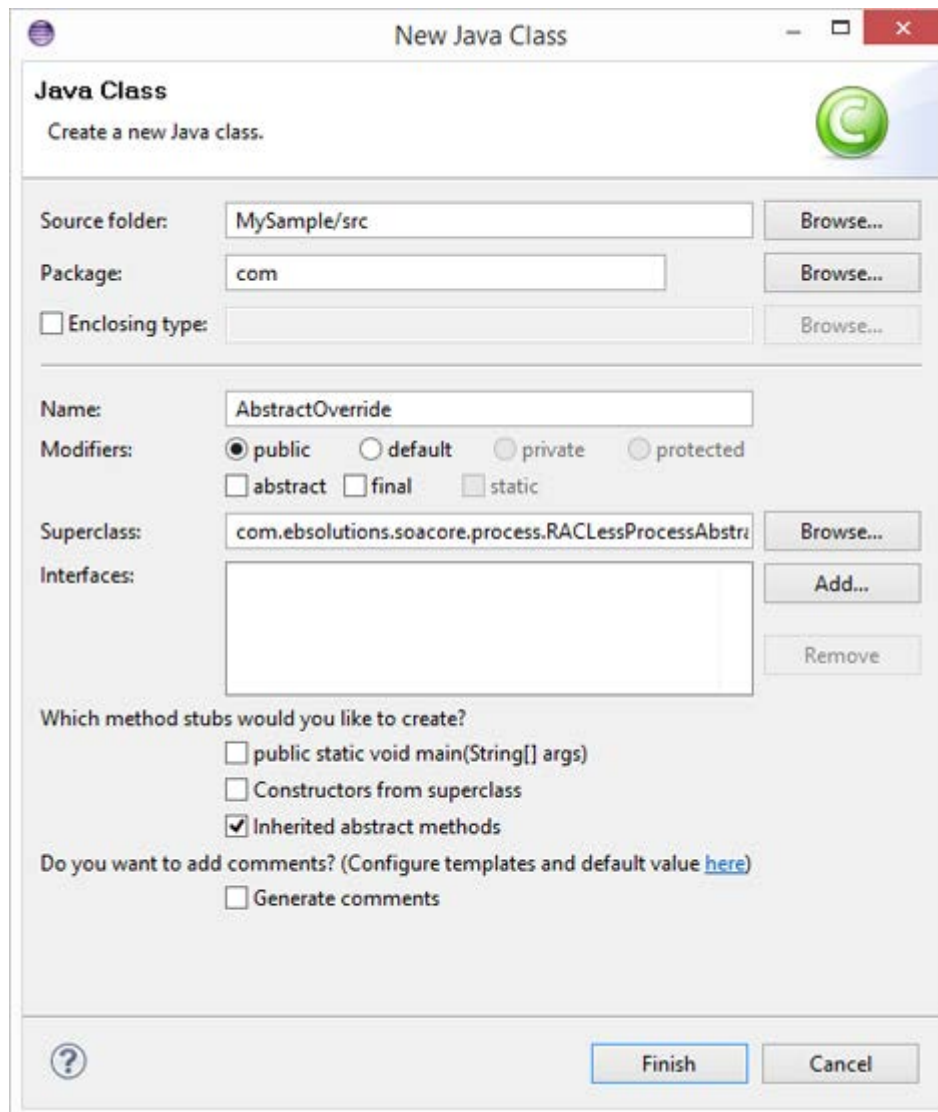 New Java Class
Java Class
Create a new Java class.
Source folder: MySample/src Browse...
Package: com Browse...
Enclosing type: Browse...
Name: AbstractOverride
Modifiers: public default private protected
abstract final static
Superclass: com.ebsolutions.soacore.process.RACLessProcessAbstra Browse...
Interfaces: Add...
Remove
Which method stubs would you like to create?
public static void main(String[] args)
Constructors from superclass
Inherited abstract methods
Do you want to add comments? (Configure templates and default value here)
Generate comments
? Finish Cancel